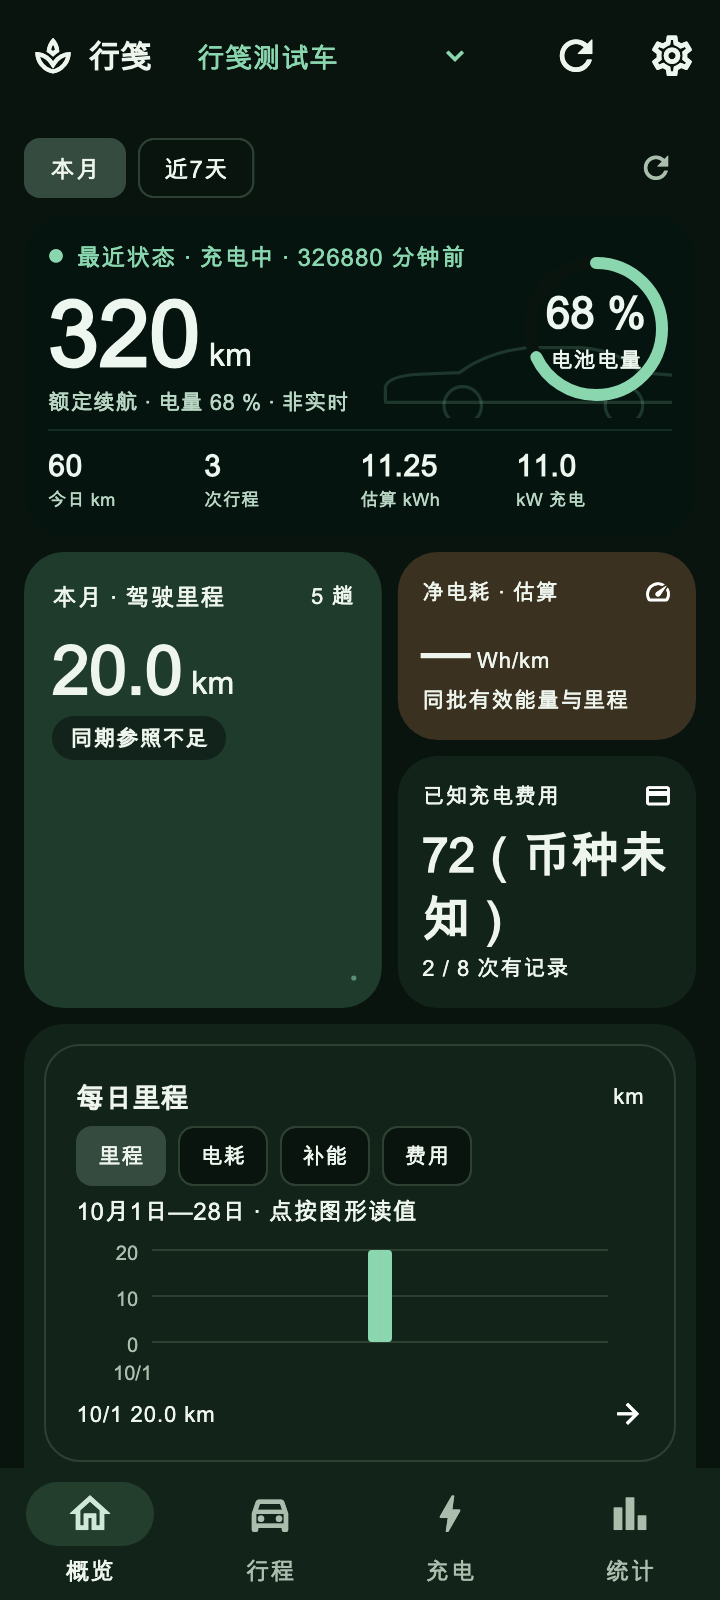 行笺 行笺测试车
本月 近7天
最近状态 · 充电中 · 326880 分钟前
320 km
68 %
电池电量
额定续航 · 电量 68 % · 非实时
60 3 11.25 11.0
今日 km 次行程 估算 kWh kW 充电
本月 · 驾驶里程 5 趟
20.0 km
同期参照不足
净电耗 · 估算
— Wh/km
同批有效能量与里程
已知充电费用
72（币种未
知）
2 / 8 次有记录
每日里程 km
里程 电耗 补能 费用
10月1日—28日 · 点按图形读值
20
10
0
10/1
10/1 20.0 km
概览 行程 充电 统计